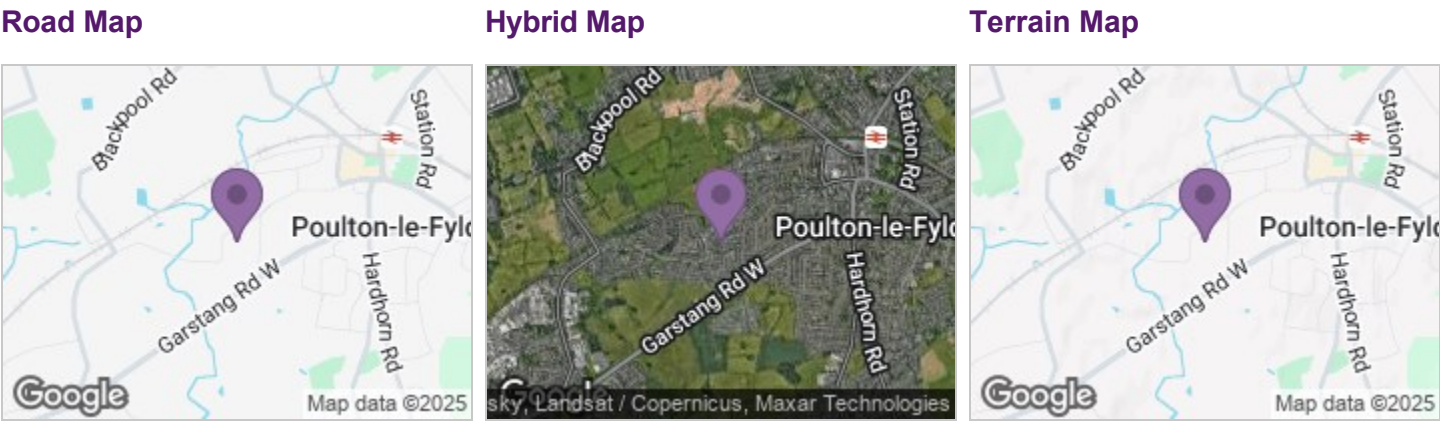 Road Map
Hybrid Map
Terrain Map
Blackpool Rd
Station Rd
Poulton-le-Fyld
Garstang Rd W
Hardhorn Rd
Google
Map data ©2025
Blackpool Rd
Station Rd
Poulton-le-Fyld
Garstang Rd W
Hardhorn Rd
Google
sky, Landsat / Copernicus, Maxar Technologies
Blackpool Rd
Station Rd
Poulton-le-Fyld
Garstang Rd W
Hardhorn Rd
Google
Map data ©2025